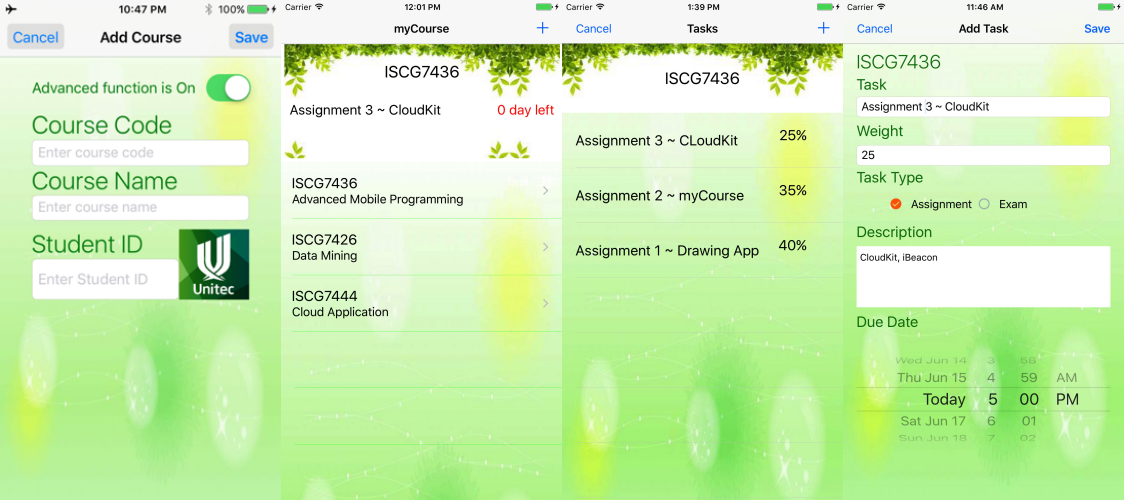 10:47 PM
100%
Cancel Add Course Save
Advanced function is On
Course Code
Enter course code
Course Name
Enter course name
Student ID
Enter Student ID
Unitec
Carrier 12:01 PM
myCourse +
ISCG7436
Assignment 3 ~ CloudKit 0 day left
ISCG7436
Advanced Mobile Programming
ISCG7426
Data Mining
ISCG7444
Cloud Application
Carrier 1:39 PM
Cancel Tasks +
ISCG7436
Assignment 3 ~ CLoudKit 25%
Assignment 2 ~ myCourse 35%
Assignment 1 ~ Drawing App 40%
Carrier 11:46 AM
Cancel Add Task Save
ISCG7436
Task
Assignment 3 ~ CloudKit
Weight
25
Task Type
Assignment Exam
Description
CloudKit, iBeacon
Due Date
Wed Jun 14 3 58
Thu Jun 15 4 59 AM
Today 5 00 PM
Sat Jun 17 6 01
Sun Jun 18 7 02